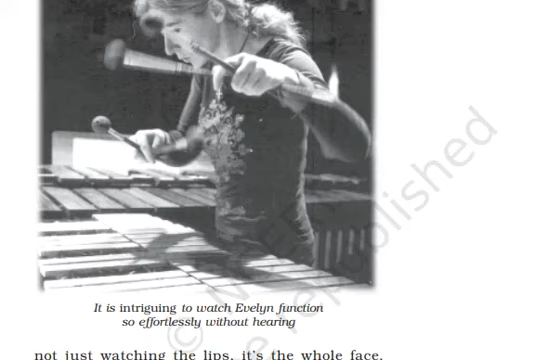 It is intriguing to watch Evelyn function
so effortlessly without hearing
not just watching the lips, it's the whole face,
©